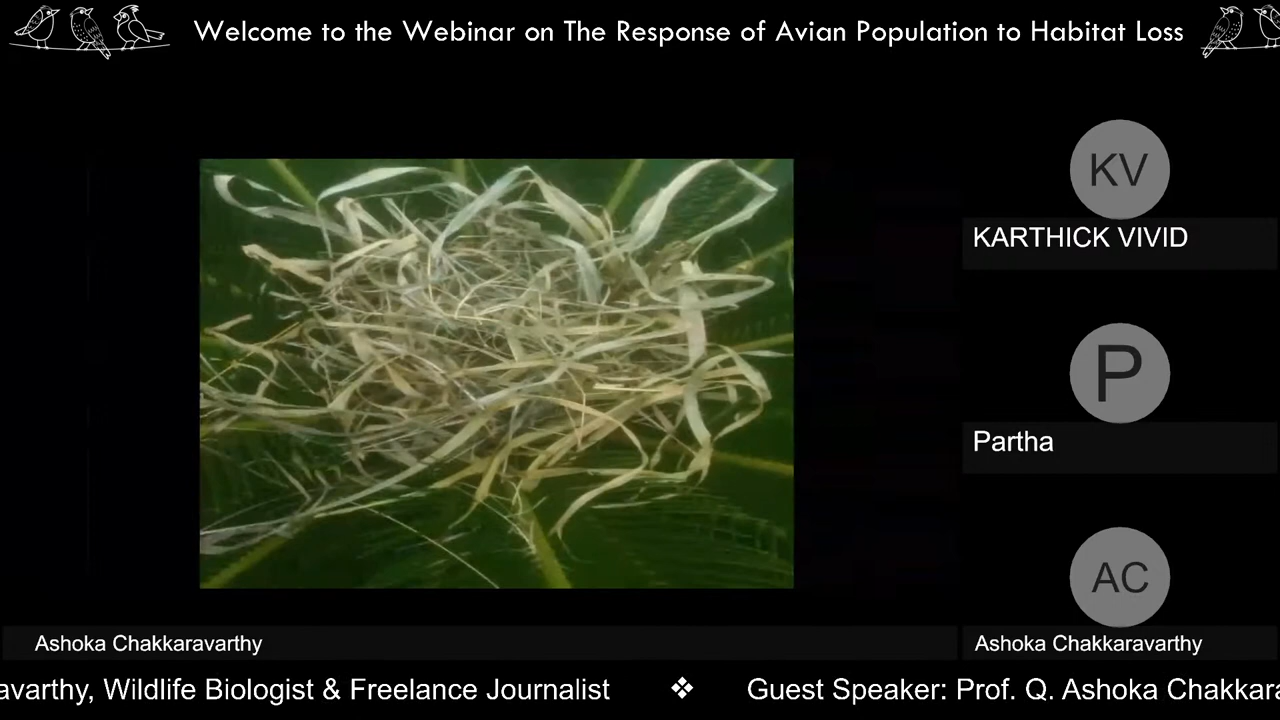 Welcome to the Webinar on The Response of Avian Population to Habitat Loss
KV
KARTHICK VIVID
P
Partha
AC
Ashoka Chakkaravarthy
Ashoka Chakkaravarthy
avarthy, Wildlife Biologist & Freelance Journalist ❖ Guest Speaker: Prof. Q. Ashoka Chakkara